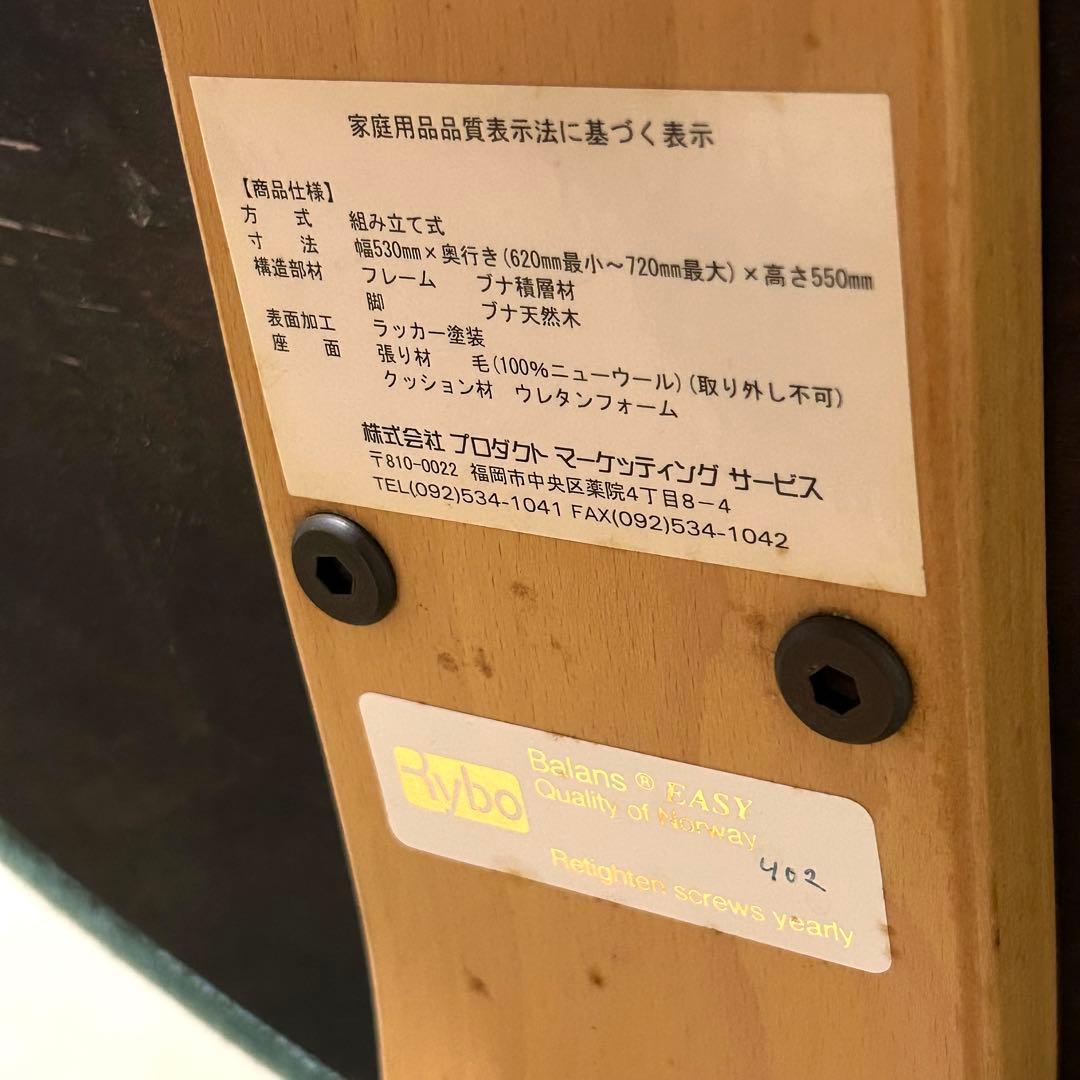 家庭用品品質表示法に基づく表示
【商品仕様】
方　式　組み立て式
寸　法　幅530mm×奥行き(620mm最小～720mm最大)×高さ550mm
構造部材　フレーム　ブナ積層材
脚　ブナ天然木
表面加工　ラッカー塗装
座　面　張り材　毛(100%ニューウール)(取り外し不可)
クッション材　ウレタンフォーム
株式会社 プロダクト マーケッティング サービス
〒810-0022 福岡市中央区薬院4丁目8-4
TEL(092)534-1041 FAX(092)534-1042
Rybo
Balans ® EASY
Quality of Norway
402
Retighten screws yearly